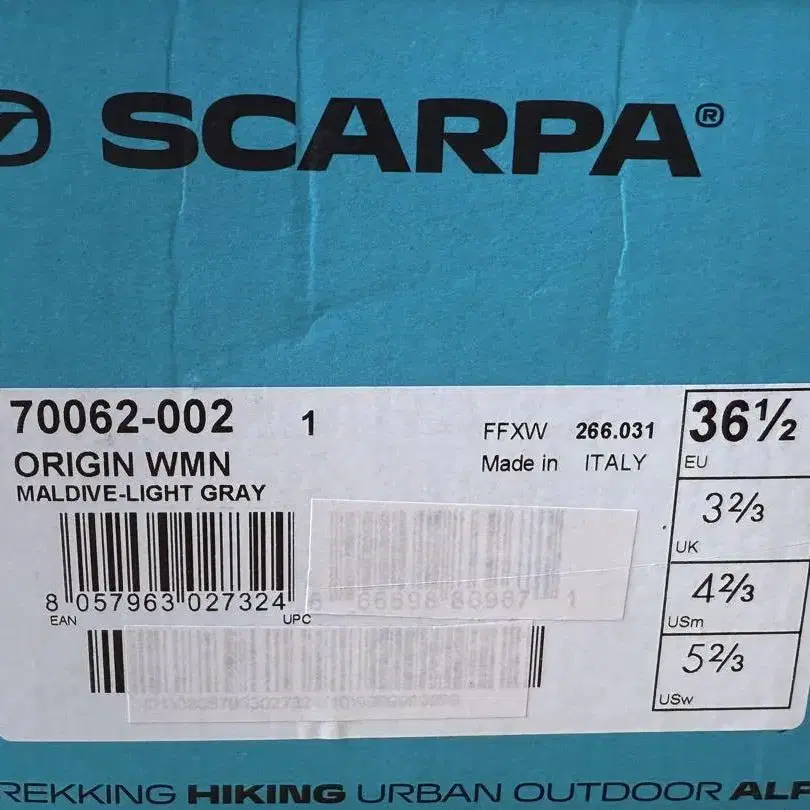 SCARPA®
70062-002 1 FFXW 266.031 36½
ORIGIN WMN Made in ITALY EU
MALDIVE-LIGHT GRAY
3⅔
UK
8 057963 027324
EAN UPC
4⅔
USm
5⅔
USw
REKKING HIKING URBAN OUTDOOR ALP